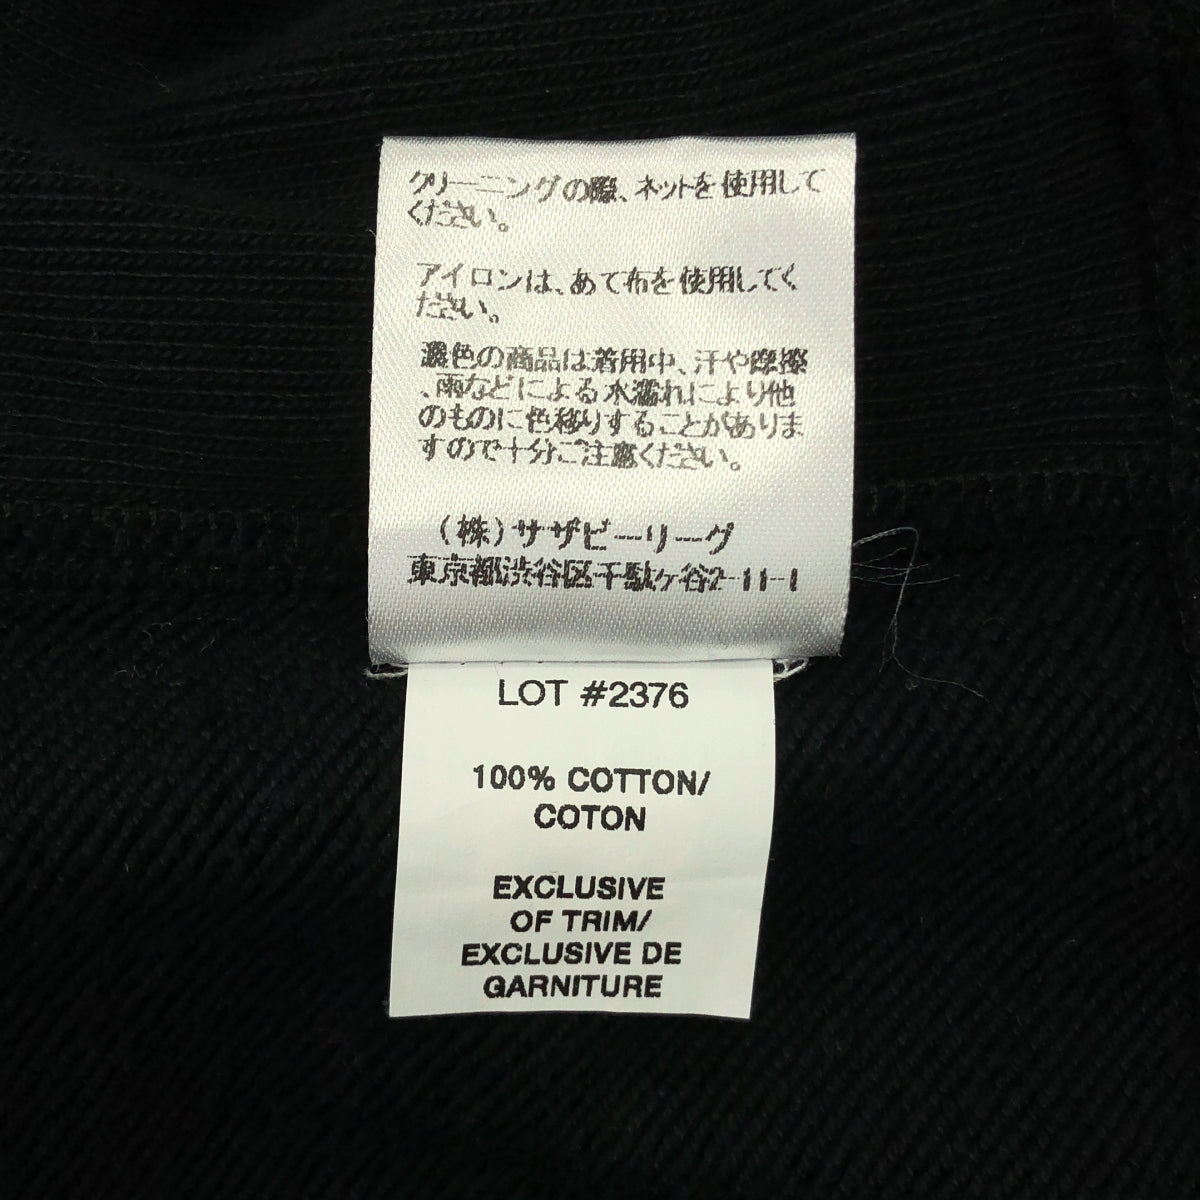 クリーニングの際、ネットを使用して
ください。
アイロンは、あて布を使用してく
ださい。
濃色の商品は着用中、汗や摩擦
、雨などによる水濡れにより他
のものに色移りすることがありま
すので十分ご注意ください。
(株)サザビーリーグ
東京都渋谷区千駄ヶ谷2-11-1
LOT #2376
100% COTTON/
COTON
EXCLUSIVE
OF TRIM/
EXCLUSIVE DE
GARNITURE